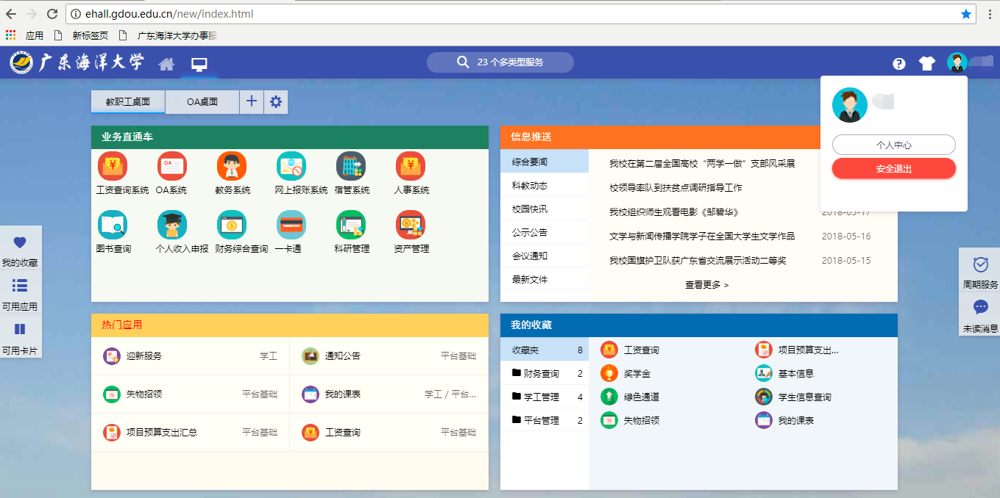 ehall.gdou.edu.cn/new/index.html
应用 新标签页 广东海洋大学办事服
广东海洋大学
23 个多类型服务
教职工桌面 OA桌面
个人中心
安全退出
业务直通车
工资查询系统 OA系统 教务系统 网上报账系统 宿管系统 人事系统
图书查询 个人收入申报 财务综合查询 一卡通 科研管理 资产管理
信息推送
综合要闻
科教动态
校园快讯
公示公告
会议通知
最新文件
我校在第二届全国高校“两学一做”支部风采展
校领导率队到扶贫点调研指导工作
我校组织师生观看电影《邹碧华》 2018-05-17
文学与新闻传播学院学子在全国大学生文学作品 2018-05-16
我校国旗护卫队获广东省交流展示活动二等奖 2018-05-15
查看更多 >
我的收藏
可用应用
可用卡片
周期服务
未读消息
热门应用
迎新服务 学工 通知公告 平台基础
失物招领 平台基础 我的课表 学工 / 平台...
项目预算支出汇总 平台基础 工资查询 平台基础
我的收藏
收藏夹 8
财务查询 2
学工管理 4
平台管理 2
工资查询 项目预算支出...
奖学金 基本信息
绿色通道 学生信息查询
失物招领 我的课表